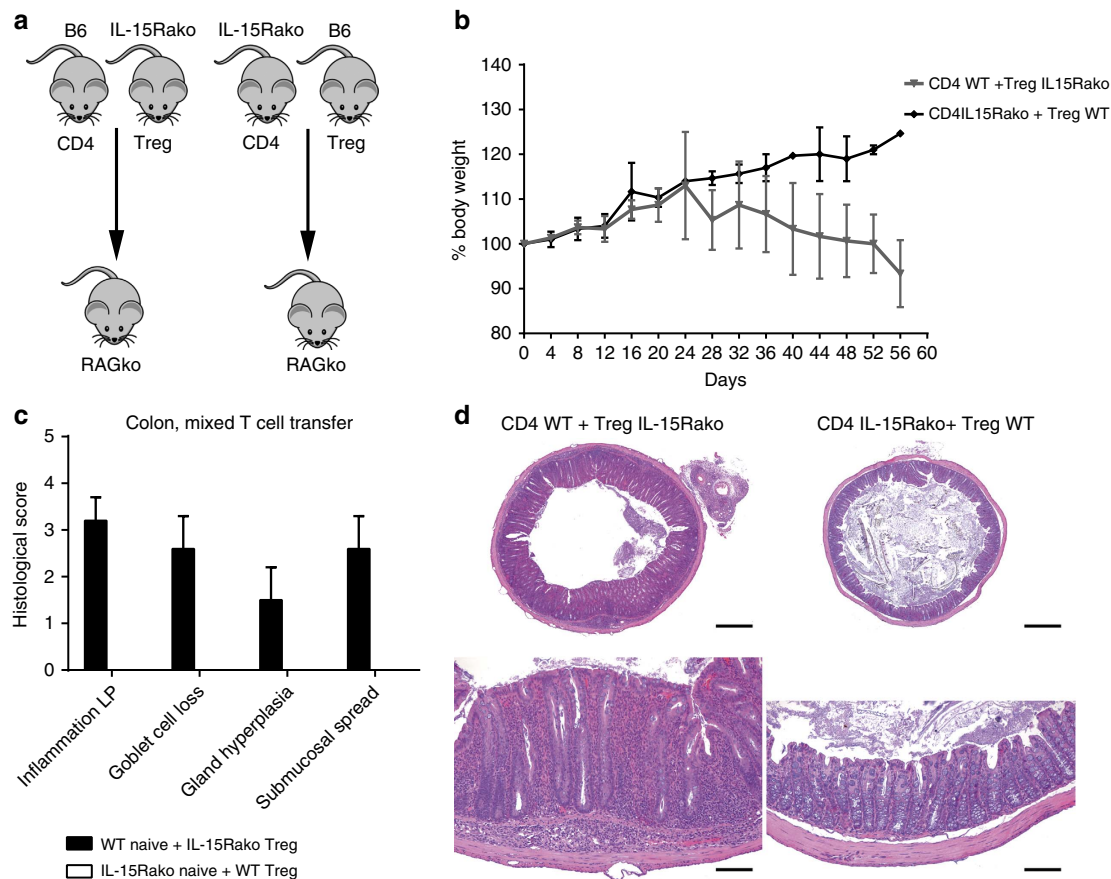 a
B6 IL-15Rako IL-15Rako B6
CD4 Treg CD4 Treg
RAGko RAGko
b
% body weight
140
130
120
110
100
90
80
CD4 WT +Treg IL15Rako
CD4IL15Rako + Treg WT
0 4 8 12 16 20 24 28 32 36 40 44 48 52 56 60
Days
c
Colon, mixed T cell transfer
Histological score
5
4
3
2
1
0
Inflammation LP
Goblet cell loss
Gland hyperplasia
Submucosal spread
WT naive + IL-15Rako Treg
IL-15Rako naive + WT Treg
d
CD4 WT + Treg IL-15Rako
CD4 IL-15Rako+ Treg WT